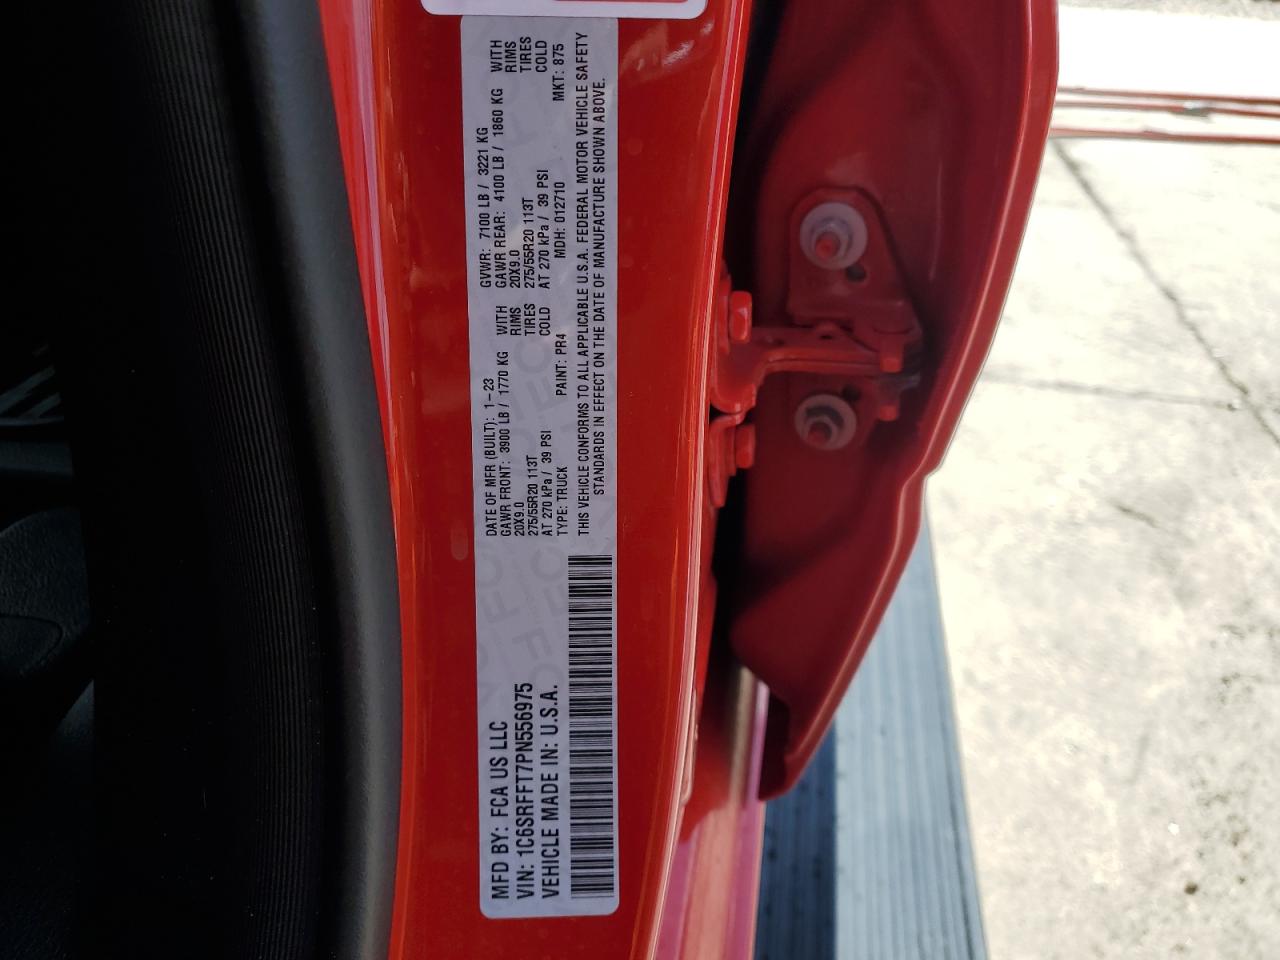 MFD BY: FCA US LLC
VIN: 1C6SRFFT7PN556975
VEHICLE MADE IN: U.S.A.
DATE OF MFR (BUILT): 1-23 GVWR: 7100 LB / 3221 KG
GAWR FRONT: 3900 LB / 1770 KG WITH GAWR REAR: 4100 LB / 1860 KG WITH
20X9.0 RIMS 20X9.0 RIMS
275/55R20 113T TIRES 275/55R20 113T TIRES
AT 270 kPa / 39 PSI COLD AT 270 kPa / 39 PSI COLD
TYPE: TRUCK PAINT: PR4 MDH: 012710 MKT: 875
THIS VEHICLE CONFORMS TO ALL APPLICABLE U.S.A. FEDERAL MOTOR VEHICLE SAFETY
STANDARDS IN EFFECT ON THE DATE OF MANUFACTURE SHOWN ABOVE.